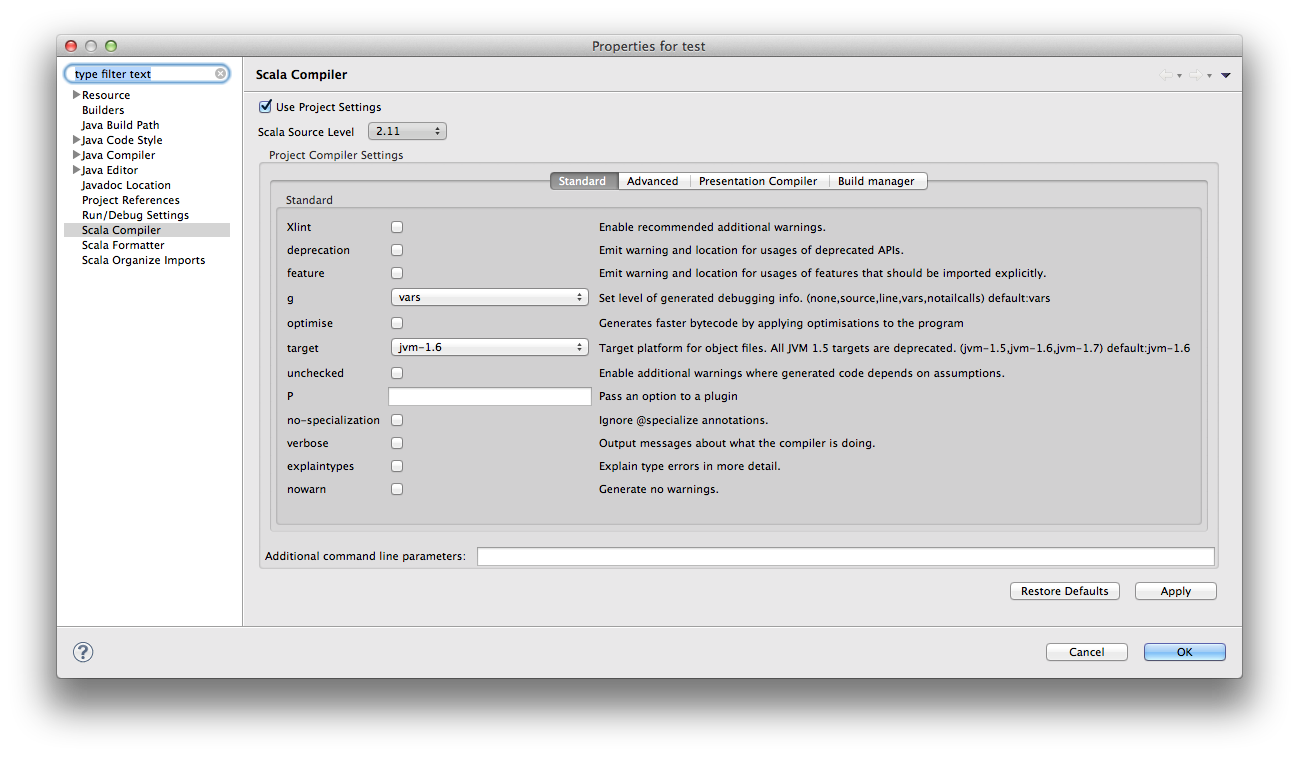 Properties for test
type filter text
Resource
Builders
Java Build Path
Java Code Style
Java Compiler
Java Editor
Javadoc Location
Project References
Run/Debug Settings
Scala Compiler
Scala Formatter
Scala Organize Imports
Scala Compiler
Use Project Settings
Scala Source Level 2.11
Project Compiler Settings
Standard Advanced Presentation Compiler Build manager
Standard
Xlint Enable recommended additional warnings.
deprecation Emit warning and location for usages of deprecated APIs.
feature Emit warning and location for usages of features that should be imported explicitly.
g vars Set level of generated debugging info. (none,source,line,vars,notailcalls) default:vars
optimise Generates faster bytecode by applying optimisations to the program
target jvm-1.6 Target platform for object files. All JVM 1.5 targets are deprecated. (jvm-1.5,jvm-1.6,jvm-1.7) default:jvm-1.6
unchecked Enable additional warnings where generated code depends on assumptions.
P Pass an option to a plugin
no-specialization Ignore @specialize annotations.
verbose Output messages about what the compiler is doing.
explaintypes Explain type errors in more detail.
nowarn Generate no warnings.
Additional command line parameters:
Restore Defaults Apply
? Cancel OK